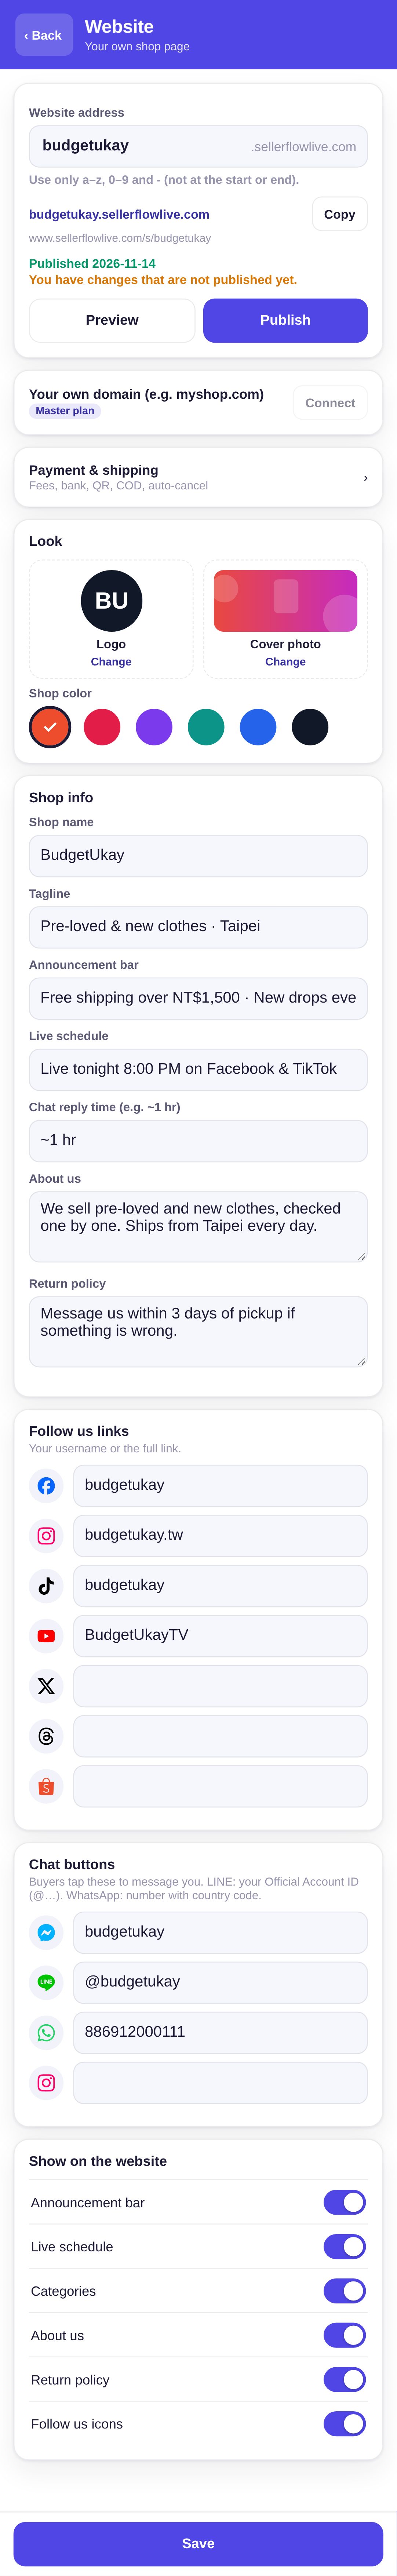 ‹ Back
Website
Your own shop page
Website address
budgetukay
.sellerflowlive.com
Use only a–z, 0–9 and - (not at the start or end).
budgetukay.sellerflowlive.com
Copy
www.sellerflowlive.com/s/budgetukay
Published 2026-11-14
You have changes that are not published yet.
Preview
Publish
Your own domain (e.g. myshop.com)
Master plan
Connect
Payment & shipping
Fees, bank, QR, COD, auto-cancel
›
Look
BU
Logo
Change
Cover photo
Change
Shop color
Shop info
Shop name
BudgetUkay
Tagline
Pre-loved & new clothes · Taipei
Announcement bar
Free shipping over NT$1,500 · New drops eve
Live schedule
Live tonight 8:00 PM on Facebook & TikTok
Chat reply time (e.g. ~1 hr)
~1 hr
About us
We sell pre-loved and new clothes, checked
one by one. Ships from Taipei every day.
Return policy
Message us within 3 days of pickup if
something is wrong.
Follow us links
Your username or the full link.
budgetukay
budgetukay.tw
budgetukay
BudgetUkayTV
Chat buttons
Buyers tap these to message you. LINE: your Official Account ID
(@…). WhatsApp: number with country code.
budgetukay
LINE
@budgetukay
886912000111
Show on the website
Announcement bar
Live schedule
Categories
About us
Return policy
Follow us icons
Save